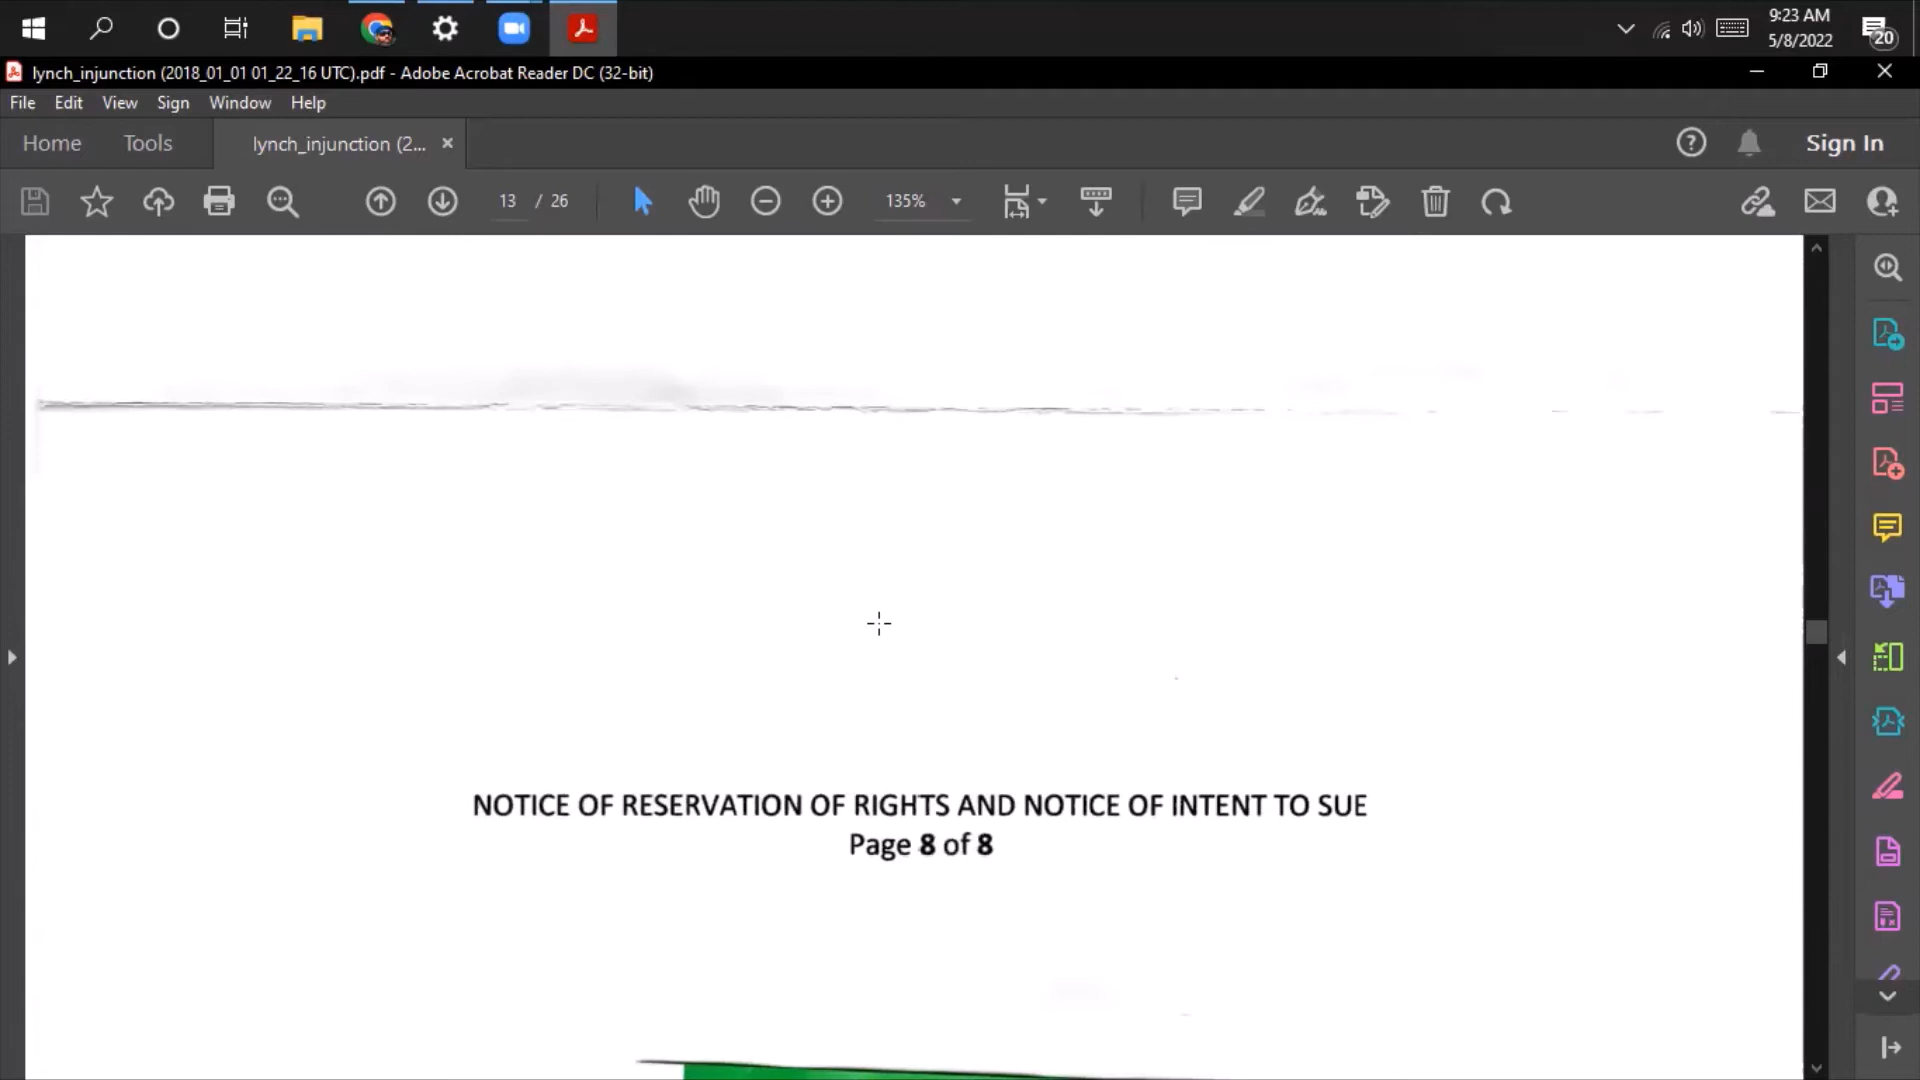 9:23 AM
5/8/2022
20
lynch_injunction (2018_01_01 01_22_16 UTC).pdf - Adobe Acrobat Reader DC (32-bit)
File Edit View Sign Window Help
Home Tools lynch_injunction (2... × Sign In
13 / 26 135%
NOTICE OF RESERVATION OF RIGHTS AND NOTICE OF INTENT TO SUE
Page 8 of 8